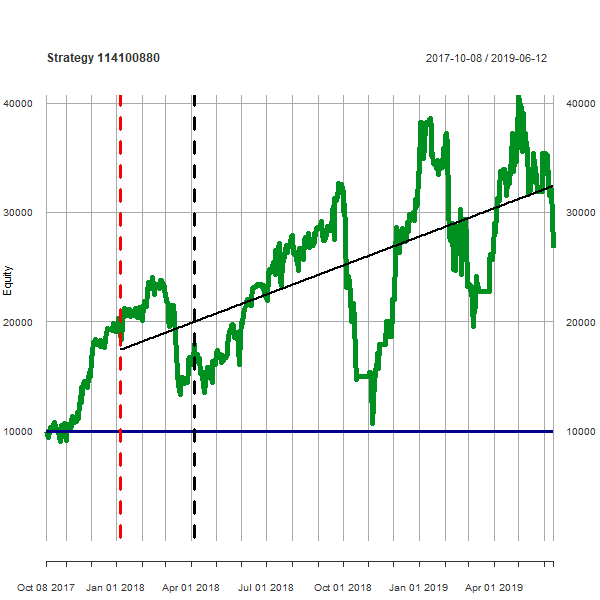 Strategy 114100880
2017-10-08 / 2019-06-12
40000
40000
30000
30000
Equity
20000
20000
10000
10000
Oct 08 2017
Jan 01 2018
Apr 01 2018
Jul 01 2018
Oct 01 2018
Jan 01 2019
Apr 01 2019